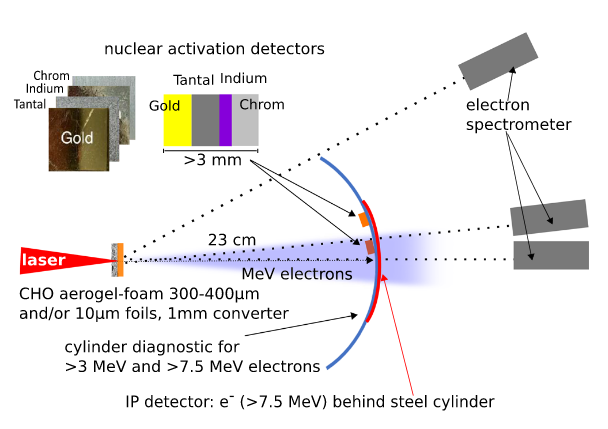 nuclear activation detectors
Chrom
Indium
Tantal
Gold
Tantal
Indium
Gold
Chrom
>3 mm
electron
spectrometer
23 cm
laser
MeV electrons
CHO aerogel-foam 300-400µm
and/or 10µm foils, 1mm converter
cylinder diagnostic for
>3 MeV and >7.5 MeV electrons
IP detector: e⁻ (>7.5 MeV) behind steel cylinder